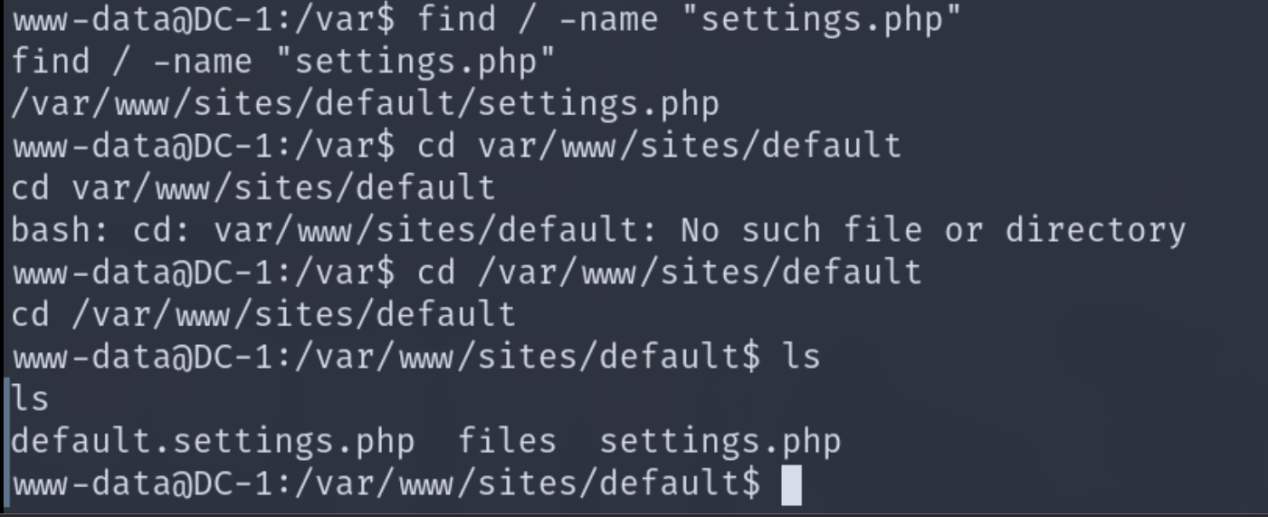 www-data@DC-1:/var$ find / -name "settings.php"
find / -name "settings.php"
/var/www/sites/default/settings.php
www-data@DC-1:/var$ cd var/www/sites/default
cd var/www/sites/default
bash: cd: var/www/sites/default: No such file or directory
www-data@DC-1:/var$ cd /var/www/sites/default
cd /var/www/sites/default
www-data@DC-1:/var/www/sites/default$ ls
ls
default.settings.php  files  settings.php
www-data@DC-1:/var/www/sites/default$